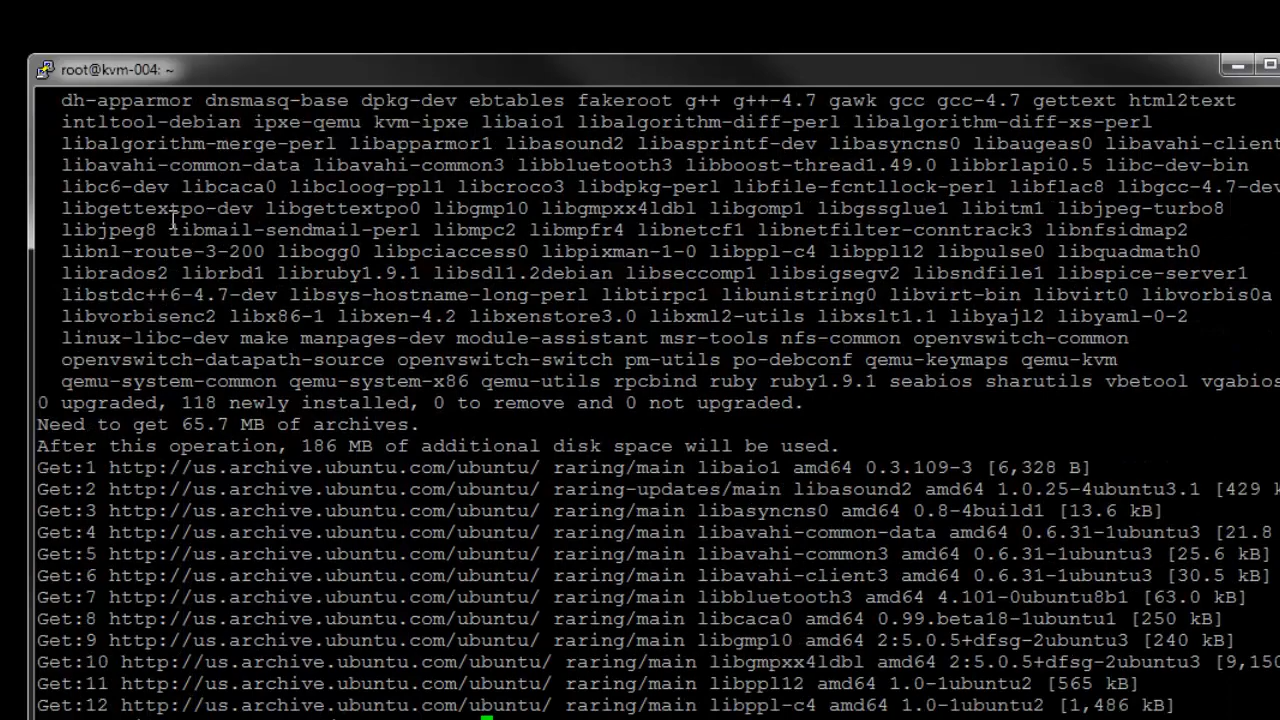 root@kvm-004: ~
dh-apparmor dnsmasq-base dpkg-dev ebtables fakeroot g++ g++-4.7 gawk gcc gcc-4.7 gettext html2text
intltool-debian ipxe-qemu kvm-ipxe libaio1 libalgorithm-diff-perl libalgorithm-diff-xs-perl
libalgorithm-merge-perl libapparmor1 libasound2 libasprintf-dev libasyncns0 libaugeas0 libavahi-client
libavahi-common-data libavahi-common3 libbluetooth3 libboost-thread1.49.0 libbrlapi0.5 libc-dev-bin
libc6-dev libcaca0 libcloog-ppl1 libcroco3 libdpkg-perl libfile-fcntllock-perl libflac8 libgcc-4.7-dev
libgettextpo-dev libgettextpo0 libgmp10 libgmpxx4ldbl libgomp1 libgssglue1 libitm1 libjpeg-turbo8
libjpeg8 libmail-sendmail-perl libmpc2 libmpfr4 libnetcf1 libnetfilter-conntrack3 libnfsidmap2
libnl-route-3-200 libogg0 libpciaccess0 libpixman-1-0 libppl-c4 libppl12 libpulse0 libquadmath0
librados2 librbd1 libruby1.9.1 libsdl1.2debian libseccomp1 libsigsegv2 libsndfile1 libspice-server1
libstdc++6-4.7-dev libsys-hostname-long-perl libtirpc1 libunistring0 libvirt-bin libvirt0 libvorbis0a
libvorbisenc2 libx86-1 libxen-4.2 libxenstore3.0 libxml2-utils libxslt1.1 libyajl2 libyaml-0-2
linux-libc-dev make manpages-dev module-assistant msr-tools nfs-common openvswitch-common
openvswitch-datapath-source openvswitch-switch pm-utils po-debconf qemu-keymaps qemu-kvm
qemu-system-common qemu-system-x86 qemu-utils rpcbind ruby ruby1.9.1 seabios sharutils vbetool vgabios
0 upgraded, 118 newly installed, 0 to remove and 0 not upgraded.
Need to get 65.7 MB of archives.
After this operation, 186 MB of additional disk space will be used.
Get:1 http://us.archive.ubuntu.com/ubuntu/ raring/main libaio1 amd64 0.3.109-3 [6,328 B]
Get:2 http://us.archive.ubuntu.com/ubuntu/ raring-updates/main libasound2 amd64 1.0.25-4ubuntu3.1 [429 k
Get:3 http://us.archive.ubuntu.com/ubuntu/ raring/main libasyncns0 amd64 0.8-4build1 [13.6 kB]
Get:4 http://us.archive.ubuntu.com/ubuntu/ raring/main libavahi-common-data amd64 0.6.31-1ubuntu3 [21.8
Get:5 http://us.archive.ubuntu.com/ubuntu/ raring/main libavahi-common3 amd64 0.6.31-1ubuntu3 [25.6 kB]
Get:6 http://us.archive.ubuntu.com/ubuntu/ raring/main libavahi-client3 amd64 0.6.31-1ubuntu3 [30.5 kB]
Get:7 http://us.archive.ubuntu.com/ubuntu/ raring/main libbluetooth3 amd64 4.101-0ubuntu8b1 [63.0 kB]
Get:8 http://us.archive.ubuntu.com/ubuntu/ raring/main libcaca0 amd64 0.99.beta18-1ubuntu1 [250 kB]
Get:9 http://us.archive.ubuntu.com/ubuntu/ raring/main libgmp10 amd64 2:5.0.5+dfsg-2ubuntu3 [240 kB]
Get:10 http://us.archive.ubuntu.com/ubuntu/ raring/main libgmpxx4ldbl amd64 2:5.0.5+dfsg-2ubuntu3 [9,150
Get:11 http://us.archive.ubuntu.com/ubuntu/ raring/main libppl12 amd64 1.0-1ubuntu2 [565 kB]
Get:12 http://us.archive.ubuntu.com/ubuntu/ raring/main libppl-c4 amd64 1.0-1ubuntu2 [1,486 kB]